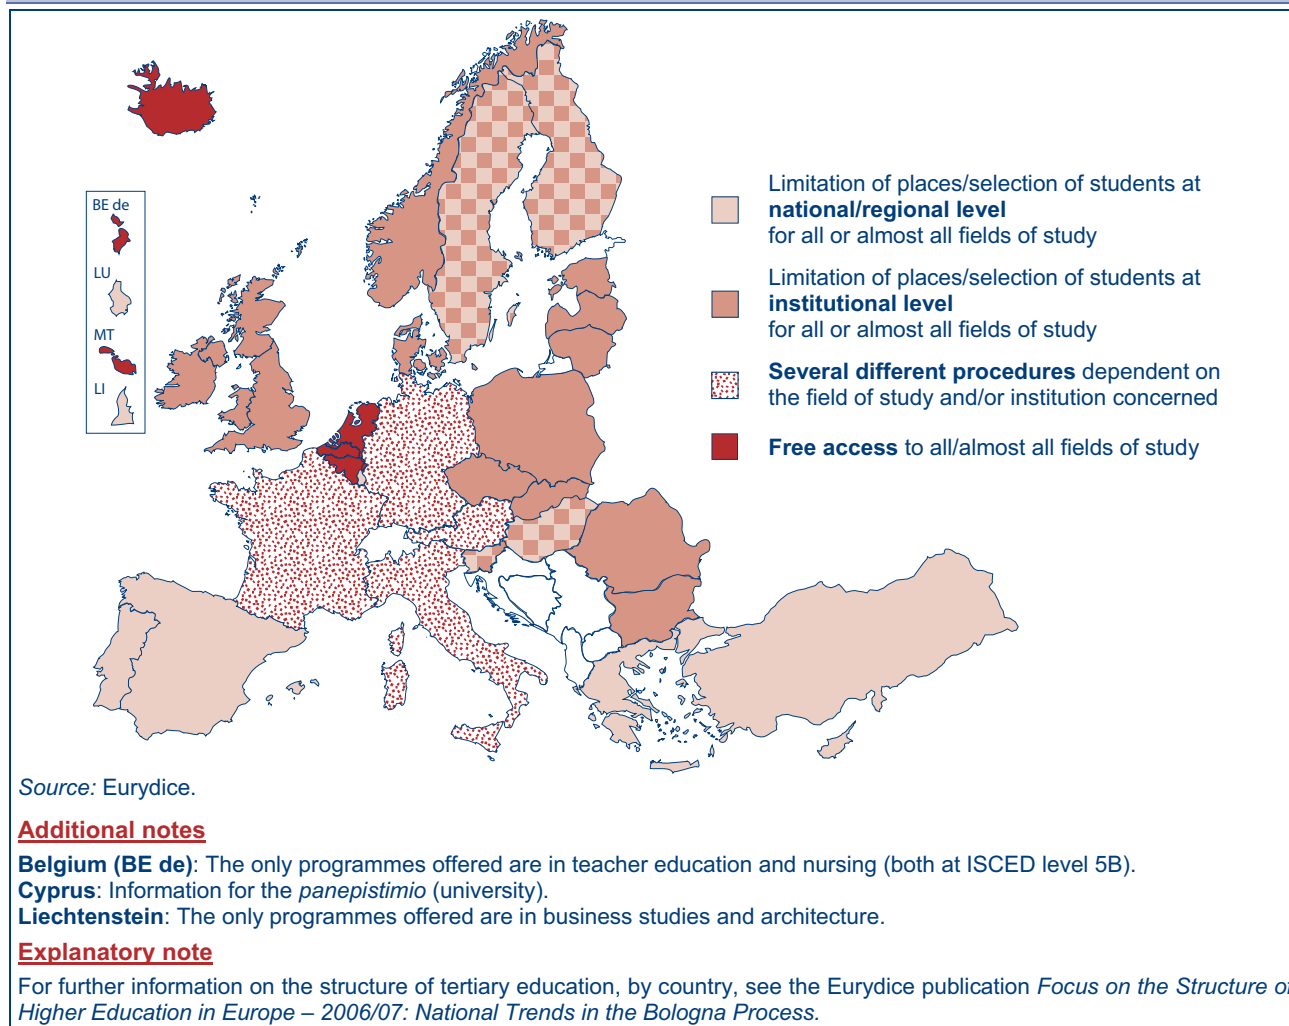 BE de
LU
MT
LI
Limitation of places/selection of students at
national/regional level
for all or almost all fields of study
Limitation of places/selection of students at
institutional level
for all or almost all fields of study
Several different procedures dependent on
the field of study and/or institution concerned
Free access to all/almost all fields of study
Source: Eurydice.
Additional notes
Belgium (BE de): The only programmes offered are in teacher education and nursing (both at ISCED level 5B).
Cyprus: Information for the panepistimio (university).
Liechtenstein: The only programmes offered are in business studies and architecture.
Explanatory note
For further information on the structure of tertiary education, by country, see the Eurydice publication Focus on the Structure of
Higher Education in Europe – 2006/07: National Trends in the Bologna Process.